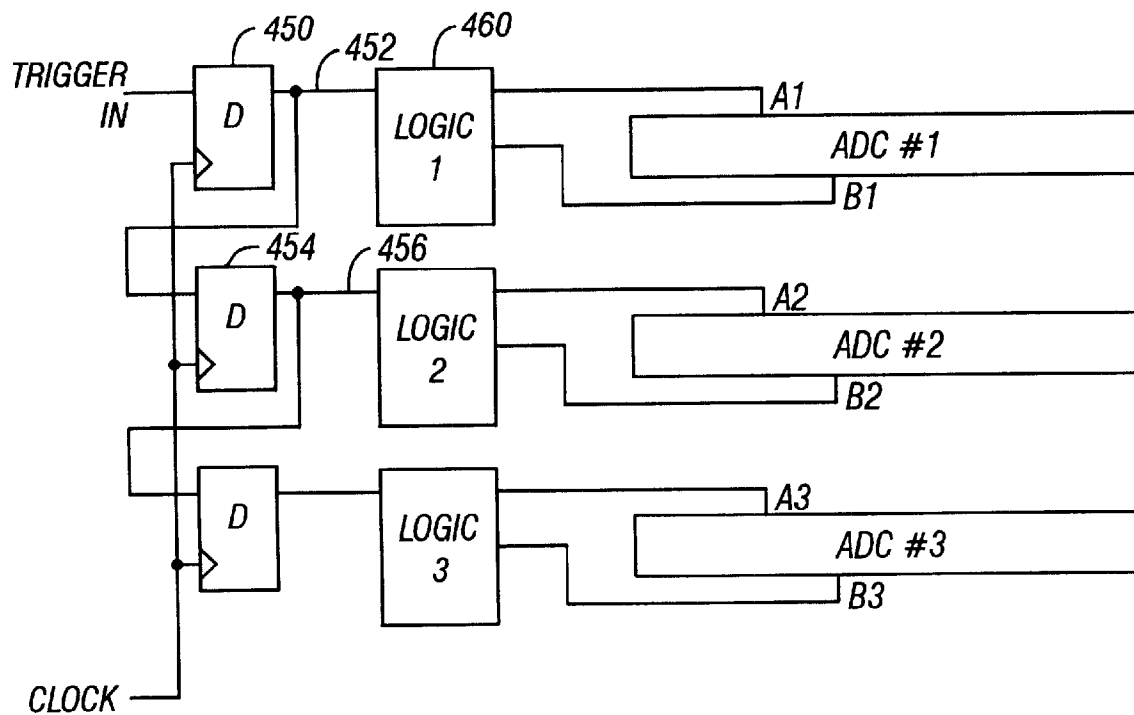 450
452
460
TRIGGER
IN
D
LOGIC
1
A1
ADC #1
B1
454
456
D
LOGIC
2
A2
ADC #2
B2
D
LOGIC
3
A3
ADC #3
B3
CLOCK